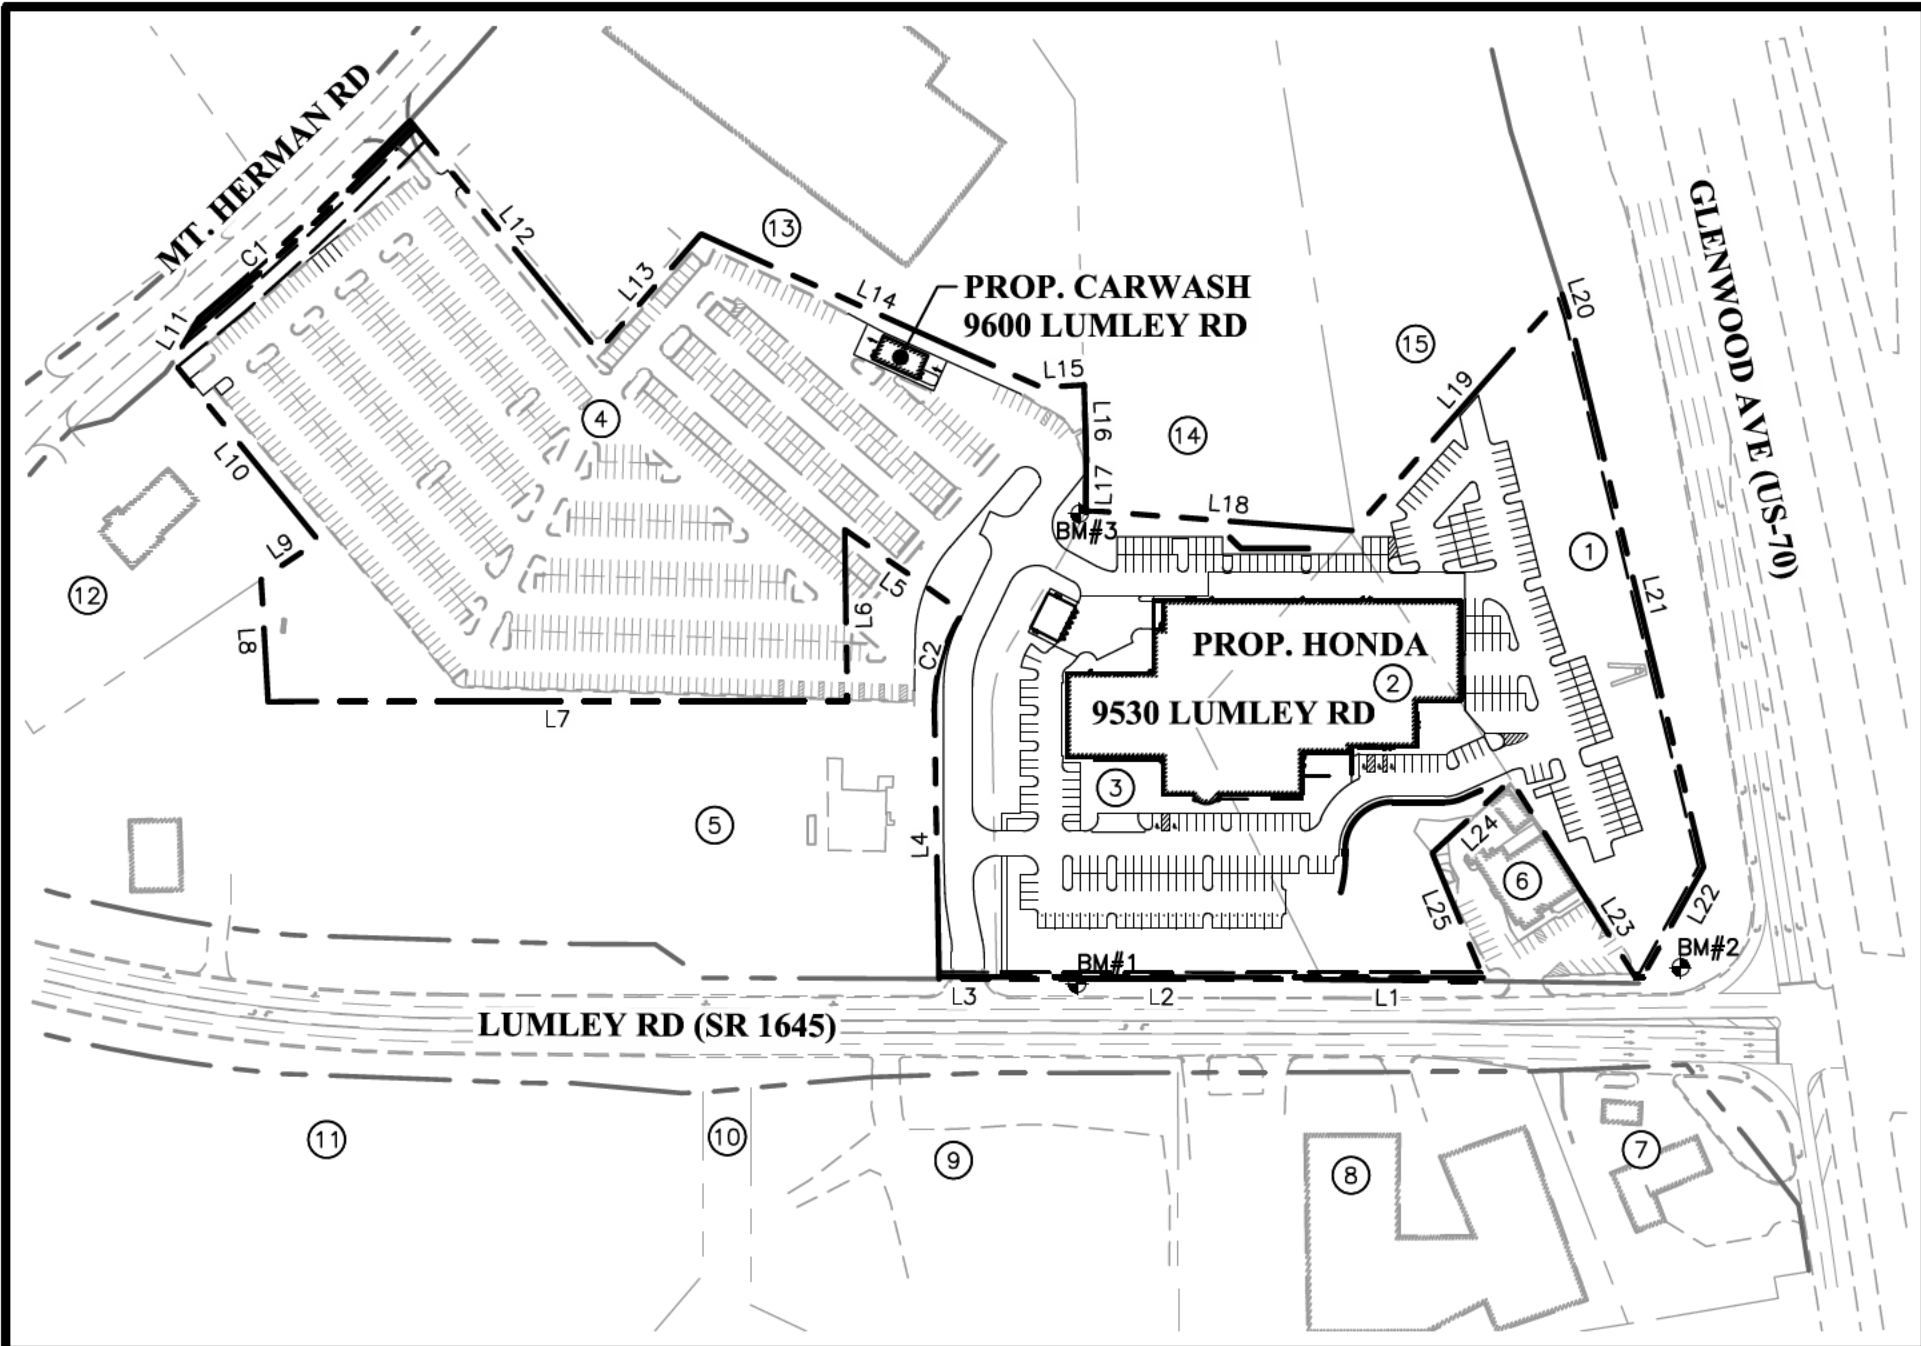 MT. HERMAN RD
C1
L11
L12
L13
13
L14
PROP. CARWASH
9600 LUMLEY RD
L15
L16
L17
14
L18
BM#3
15
L19
L20
GLENWOOD AVE (US-70)
1
L21
4
L10
L9
12
L8
L5
L6
L7
C2
PROP. HONDA
2
9530 LUMLEY RD
3
5
L4
L24
6
L25
L23
L22
BM#1
BM#2
L3
L2
L1
LUMLEY RD (SR 1645)
11
10
9
8
7